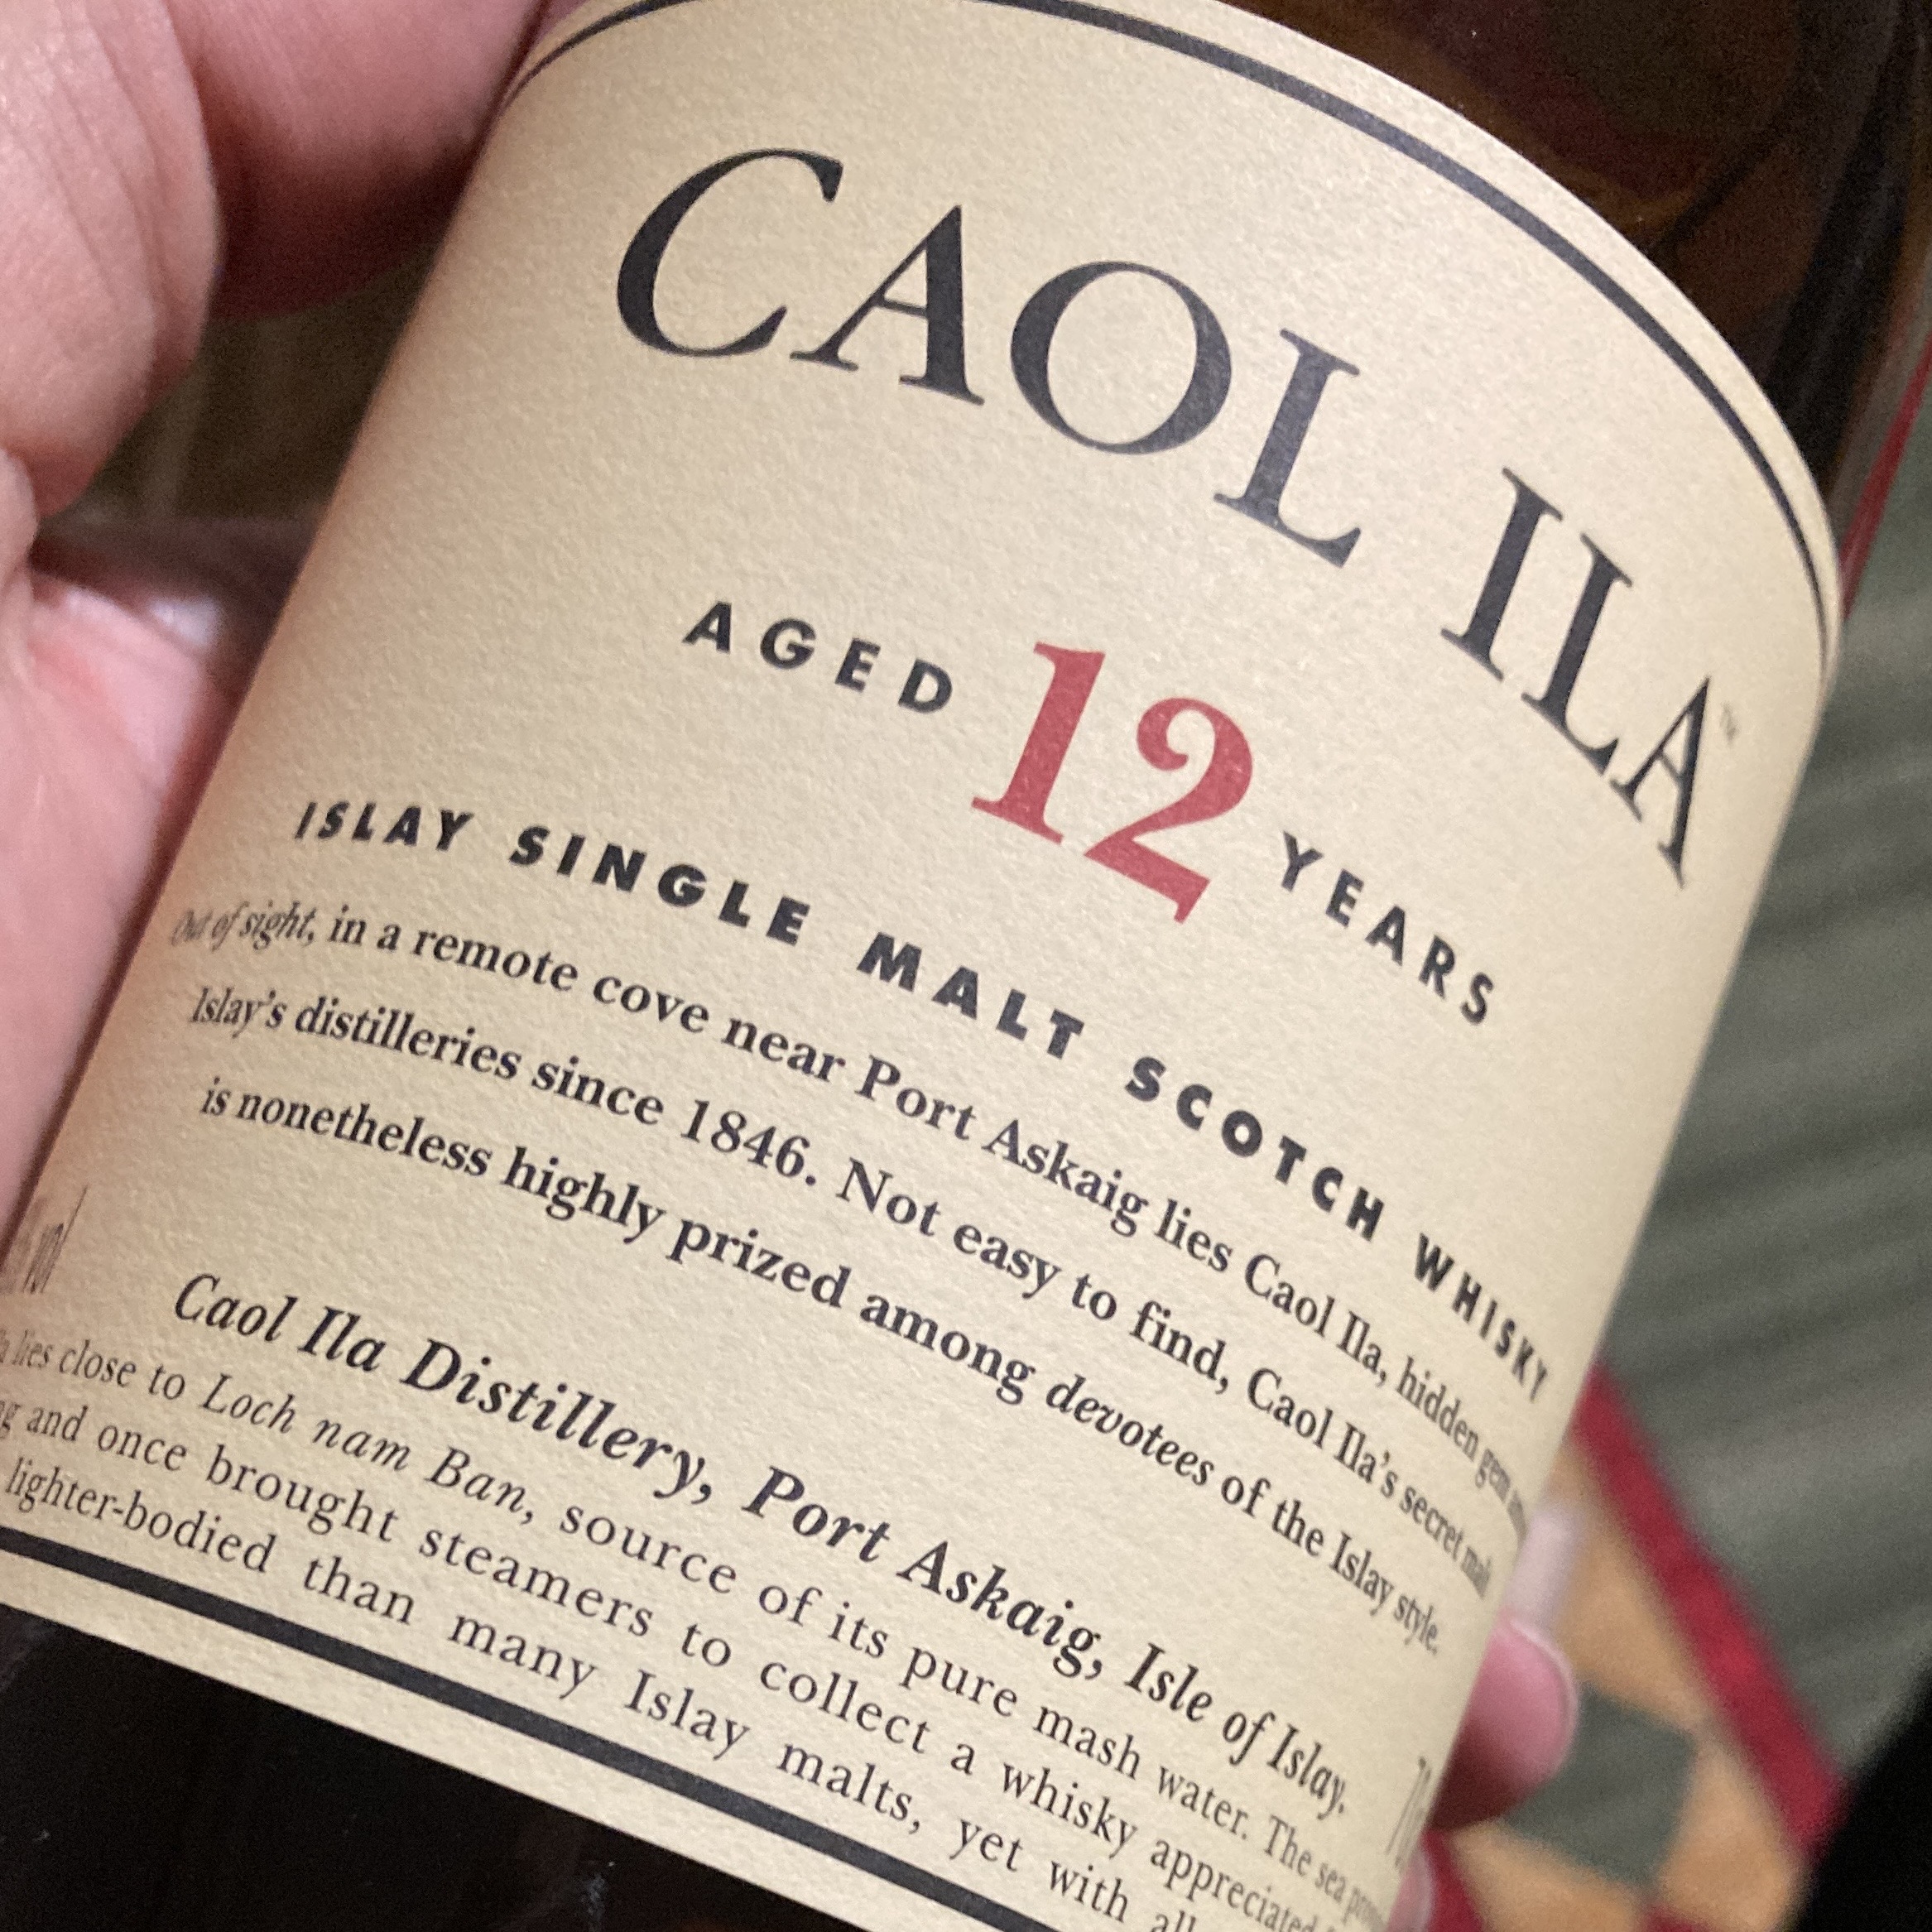 CAOL ILA™
AGED 12 YEARS
ISLAY SINGLE MALT SCOTCH WHISKY
Out of sight, in a remote cove near Port Askaig lies Caol Ila, hidden gem
Islay's distilleries since 1846. Not easy to find, Caol Ila's secret malt
is nonetheless highly prized among devotees of the Islay style.
vol
Caol Ila Distillery, Port Askaig, Isle of Islay.
lies close to Loch nam Ban, source of its pure mash water. The sea
and once brought steamers to collect a whisky appreciated
lighter-bodied than many Islay malts, yet with all